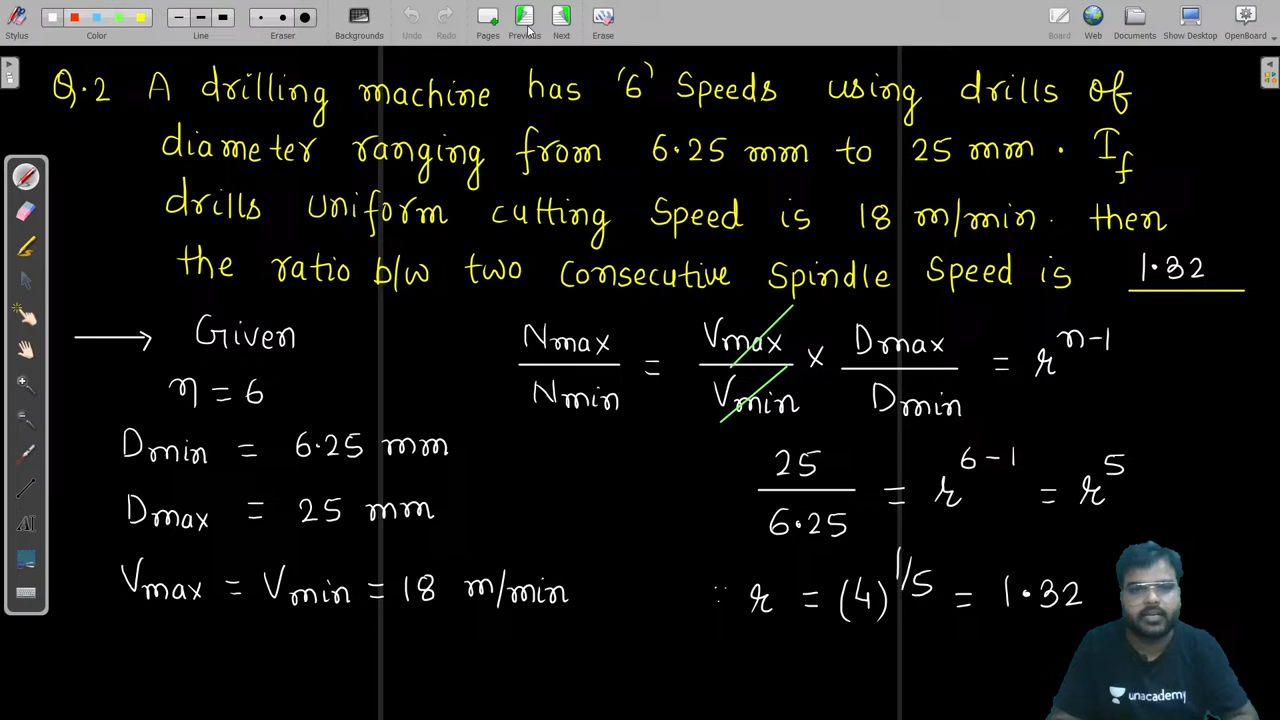 Stylus
Color
Line
Eraser
Backgrounds
Undo
Redo
Pages
Previous
Next
Erase
Board
Web
Documents
Show Desktop
OpenBoard
Q.2 A drilling machine has '6' Speeds using drills of
diameter ranging from 6.25 mm to 25 mm. If
drills uniform cutting Speed is 18 m/min. then
the ratio b/w two consecutive Spindle Speed is 1.32
→ Given
n = 6
Dmin = 6.25 mm
Dmax = 25 mm
Vmax = Vmin = 18 m/min
Nmax/Nmin = Vmax/Vmin × Dmax/Dmin = r^(n-1)
25/6.25 = r^(6-1) = r^5
∵ r = (4)^(1/5) = 1.32
unacademy